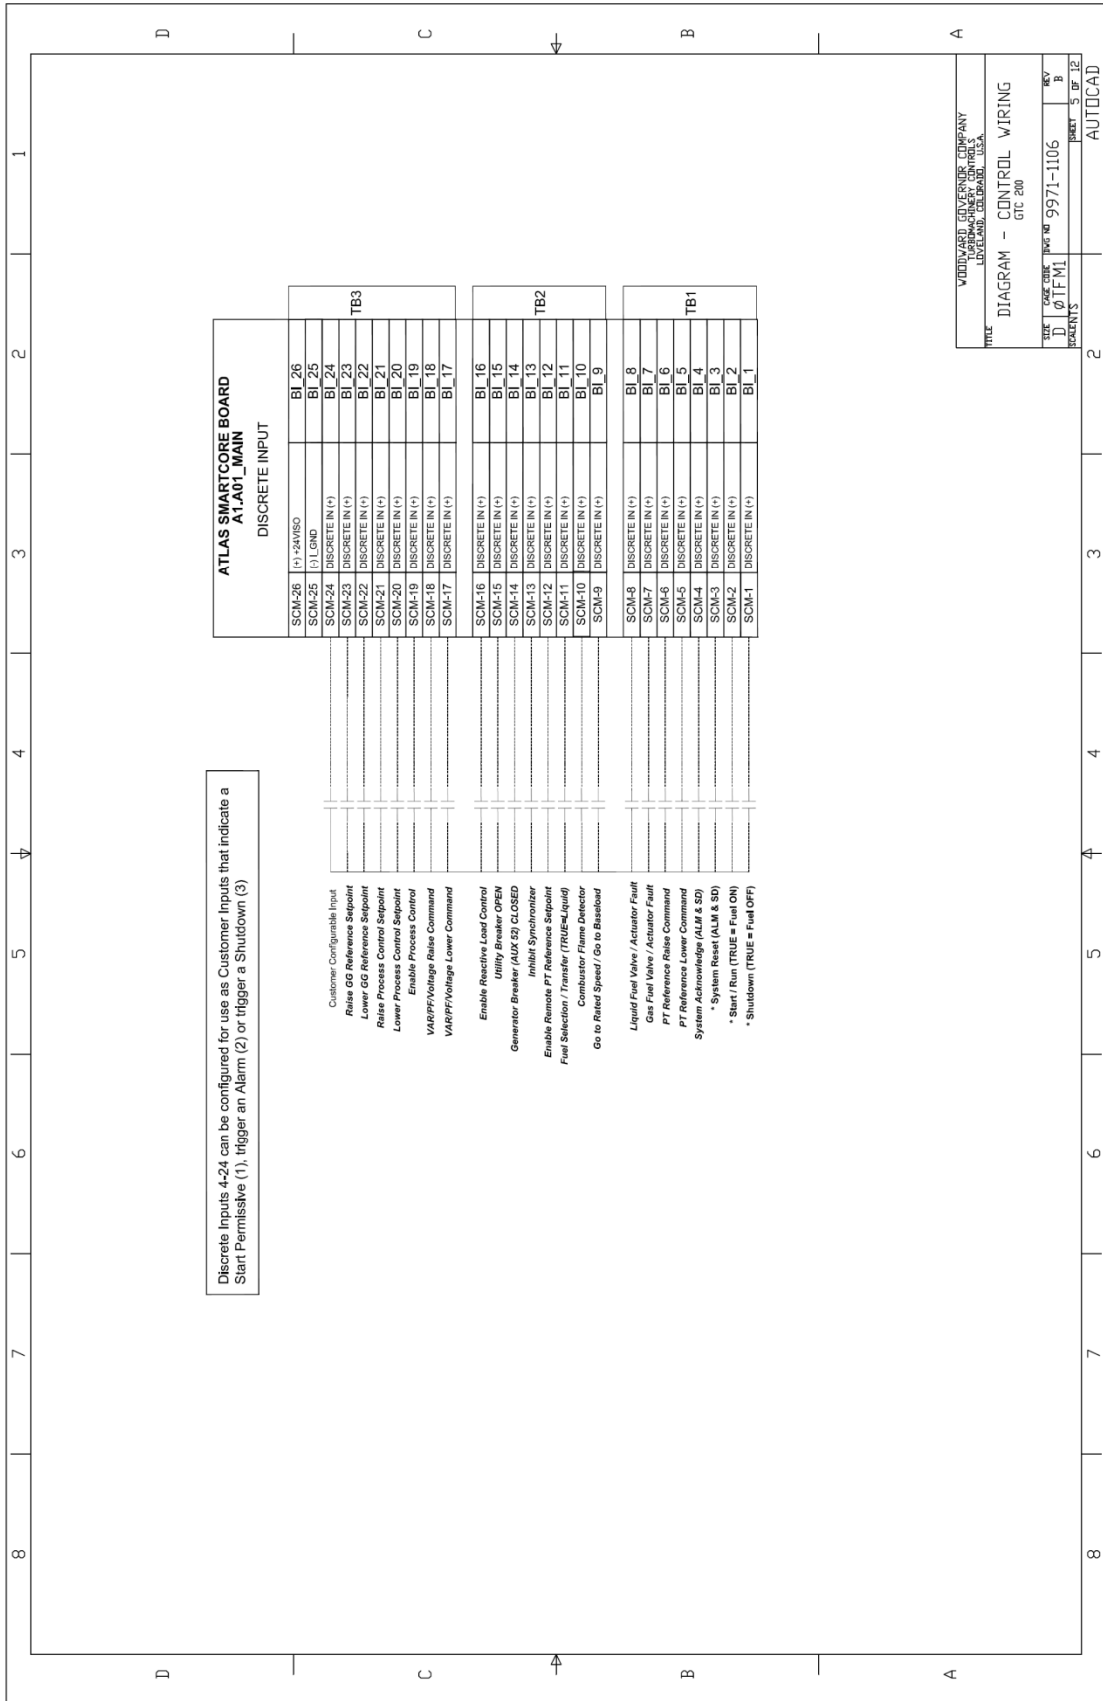 8 7 6 5 4 3 2 1
D
C
B
A
Discrete Inputs 4-24 can be configured for use as Customer Inputs that indicate a
Start Permissive (1), trigger an Alarm (2) or trigger a Shutdown (3)
ATLAS SMARTCORE BOARD
A1.A01_MAIN
DISCRETE INPUT
SCM-26 (+) +24VISO BI_26
SCM-25 (-) I_GND BI_25
Customer Configurable Input SCM-24 DISCRETE IN (+) BI_24
Raise GG Reference Setpoint SCM-23 DISCRETE IN (+) BI_23
Lower GG Reference Setpoint SCM-22 DISCRETE IN (+) BI_22
Raise Process Control Setpoint SCM-21 DISCRETE IN (+) BI_21
Lower Process Control Setpoint SCM-20 DISCRETE IN (+) BI_20
Enable Process Control SCM-19 DISCRETE IN (+) BI_19
VAR/PF/Voltage Raise Command SCM-18 DISCRETE IN (+) BI_18
VAR/PF/Voltage Lower Command SCM-17 DISCRETE IN (+) BI_17
TB3
Enable Reactive Load Control SCM-16 DISCRETE IN (+) BI_16
Utility Breaker OPEN SCM-15 DISCRETE IN (+) BI_15
Generator Breaker (AUX 52) CLOSED SCM-14 DISCRETE IN (+) BI_14
Inhibit Synchronizer SCM-13 DISCRETE IN (+) BI_13
Enable Remote PT Reference Setpoint SCM-12 DISCRETE IN (+) BI_12
Fuel Selection / Transfer (TRUE=Liquid) SCM-11 DISCRETE IN (+) BI_11
Combustor Flame Detector SCM-10 DISCRETE IN (+) BI_10
Go to Rated Speed / Go to Baseload SCM-9 DISCRETE IN (+) BI_9
TB2
Liquid Fuel Valve / Actuator Fault SCM-8 DISCRETE IN (+) BI_8
Gas Fuel Valve / Actuator Fault SCM-7 DISCRETE IN (+) BI_7
PT Reference Raise Command SCM-6 DISCRETE IN (+) BI_6
PT Reference Lower Command SCM-5 DISCRETE IN (+) BI_5
System Acknowledge (ALM & SD) SCM-4 DISCRETE IN (+) BI_4
* System Reset (ALM & SD) SCM-3 DISCRETE IN (+) BI_3
* Start / Run (TRUE = Fuel ON) SCM-2 DISCRETE IN (+) BI_2
* Shutdown (TRUE = Fuel OFF) SCM-1 DISCRETE IN (+) BI_1
TB1
WOODWARD GOVERNOR COMPANY
TURBOMACHINERY CONTROLS
LOVELAND, COLORADO, U.S.A.
TITLE
DIAGRAM - CONTROL WIRING
GTC 200
SIZE D CAGE CODE ØTFM1 DWG NO 9971-1106 REV B
SCALE NTS SHEET 5 OF 12
D
C
B
A
8 7 6 5 4 3 2
AUTOCAD